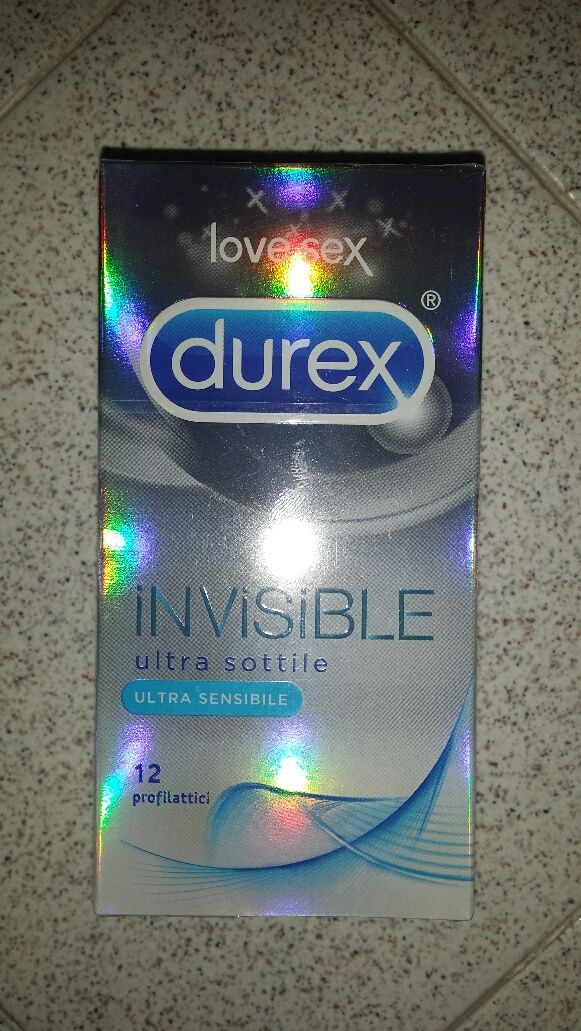 love sex
durex®
iNViSiBLE
ultra sottile
ULTRA SENSIBILE
12
profilattici